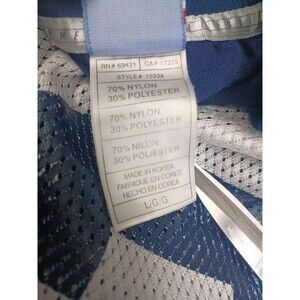 RN# 69421 CA# 17335
STYLE# 7053A
70% NYLON
30% POLYESTER
70% NYLON
30% POLYESTER
70% NILON
30% POLIESTER
MADE IN KOREA
FABRIQUE EN COREE
HECHO EN COREA
L/G/G